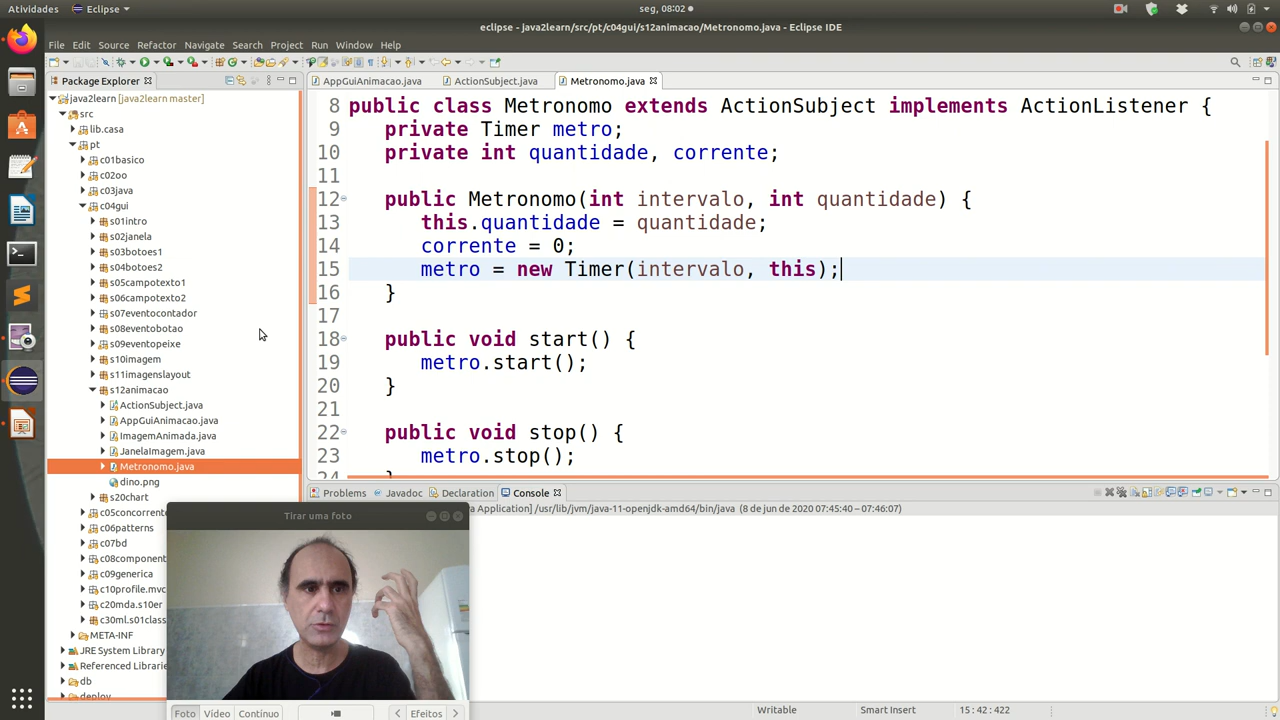 Atividades
Eclipse
seg, 08:02
eclipse - java2learn/src/pt/c04gui/s12animacao/Metronomo.java - Eclipse IDE
File Edit Source Refactor Navigate Search Project Run Window Help
Package Explorer
AppGuiAnimacao.java
ActionSubject.java
Metronomo.java
java2learn [java2learn master]
src
lib.casa
pt
c01basico
c02oo
c03java
c04gui
s01intro
s02janela
s03botoes1
s04botoes2
s05campotexto1
s06campotexto2
s07eventocontador
s08eventobotao
s09eventopeixe
s10imagem
s11imagenslayout
s12animacao
ActionSubject.java
AppGuiAnimacao.java
ImagemAnimada.java
JanelaImagem.java
Metronomo.java
dino.png
s20chart
c05concorrente
c06patterns
c07bd
c08component
c09generica
c10profile.mvc
c20mda.s10er
c30ml.s01class
META-INF
JRE System Library
Referenced Librarie
db
deploy
8 public class Metronomo extends ActionSubject implements ActionListener {
9 private Timer metro;
10 private int quantidade, corrente;
11
12 public Metronomo(int intervalo, int quantidade) {
13 this.quantidade = quantidade;
14 corrente = 0;
15 metro = new Timer(intervalo, this);
16 }
17
18 public void start() {
19 metro.start();
20 }
21
22 public void stop() {
23 metro.stop();
24 }
Problems
Javadoc
Declaration
Console
a Application] /usr/lib/jvm/java-11-openjdk-amd64/bin/java (8 de jun de 2020 07:45:40 – 07:46:07)
Tirar uma foto
Foto
Vídeo
Contínuo
Efeitos
Writable
Smart Insert
15 : 42 : 422